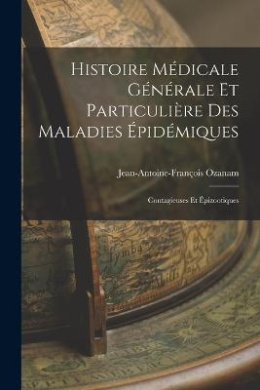 Histoire Médicale
Générale Et
Particulière Des
Maladies Épidémiques
Jean-Antoine-François Ozanam
Contagieuses Et Épizootiques